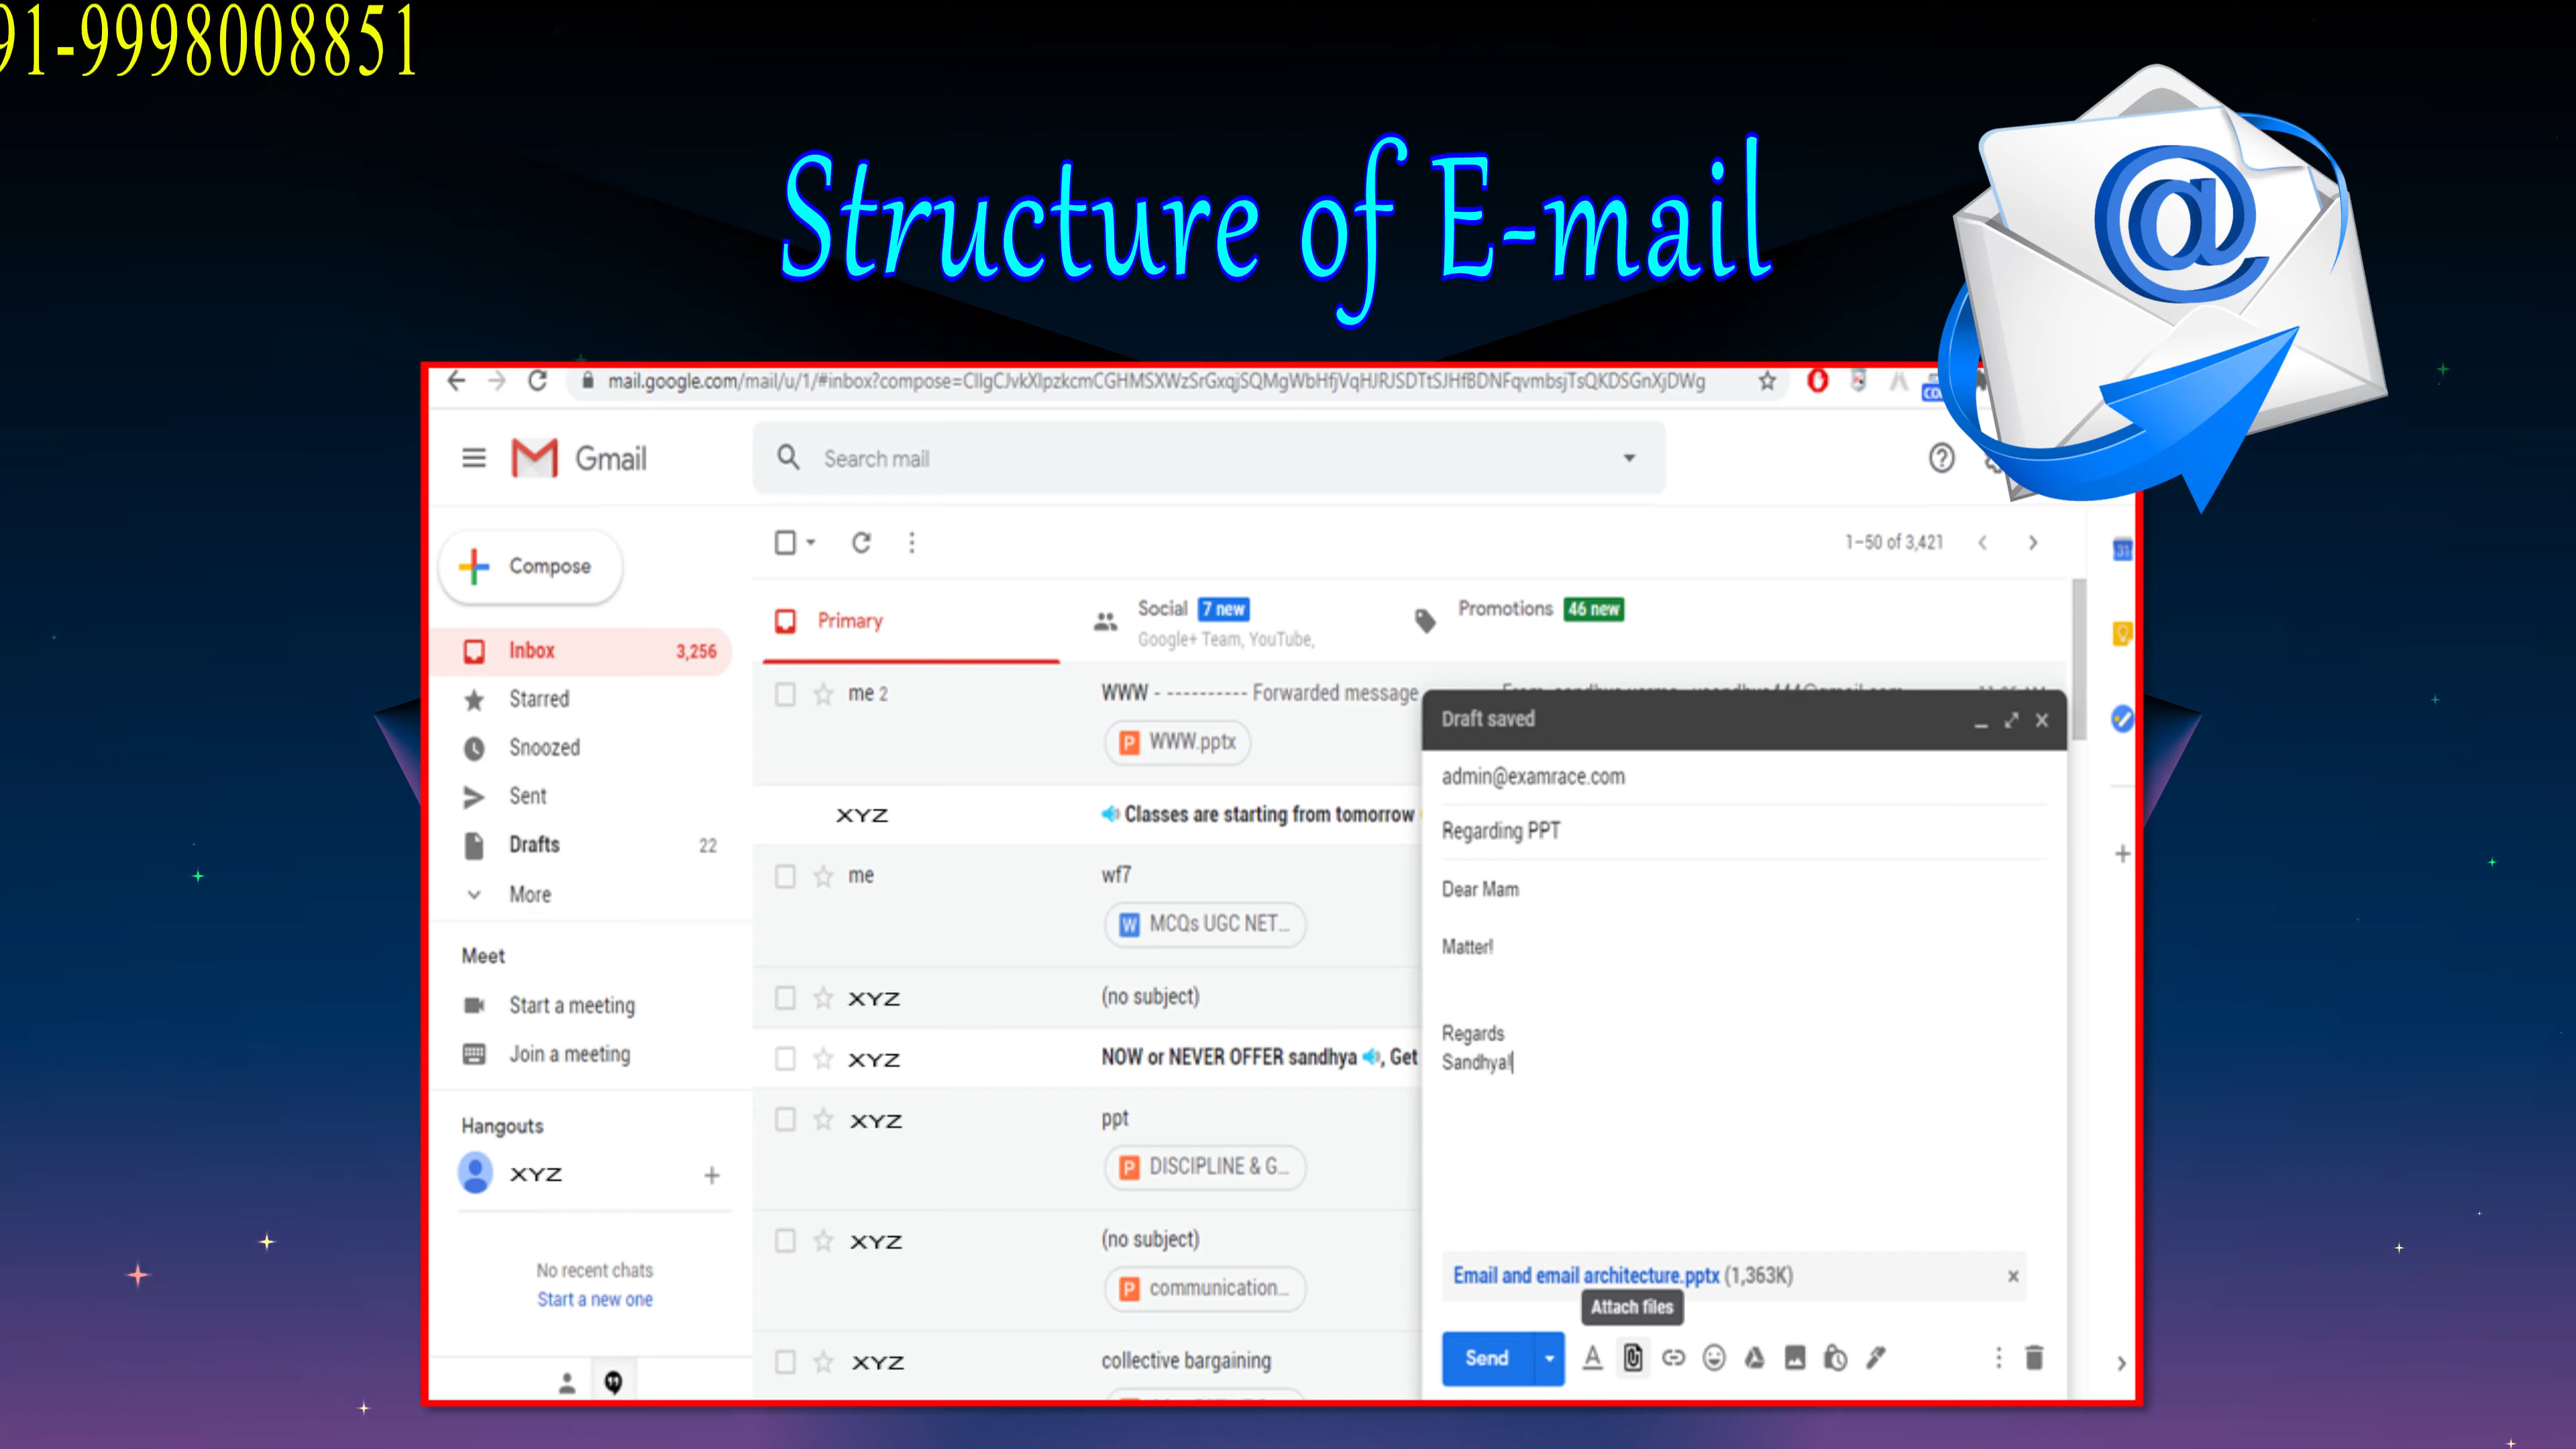 91-9998008851
Structure of E-mail
@
mail.google.com/mail/u/1/#inbox?compose=
Gmail
Search mail
Compose
1–50 of 3,421
31
Primary
Social 7 new
Google+ Team, YouTube,
Promotions 46 new
Inbox 3,256
Starred
Snoozed
Sent
Drafts 22
More
Meet
Start a meeting
Join a meeting
Hangouts
XYZ
No recent chats
Start a new one
me 2 WWW - ---------- Forwarded message
P WWW.pptx
XYZ Classes are starting from tomorrow
me wf7
W MCQs UGC NET...
XYZ (no subject)
XYZ NOW or NEVER OFFER sandhya , Get
XYZ ppt
P DISCIPLINE & G...
XYZ (no subject)
P communication...
XYZ collective bargaining
Draft saved
admin@examrace.com
Regarding PPT
Dear Mam
Matter!
Regards
Sandhya!
Email and email architecture.pptx (1,363K)
Attach files
Send